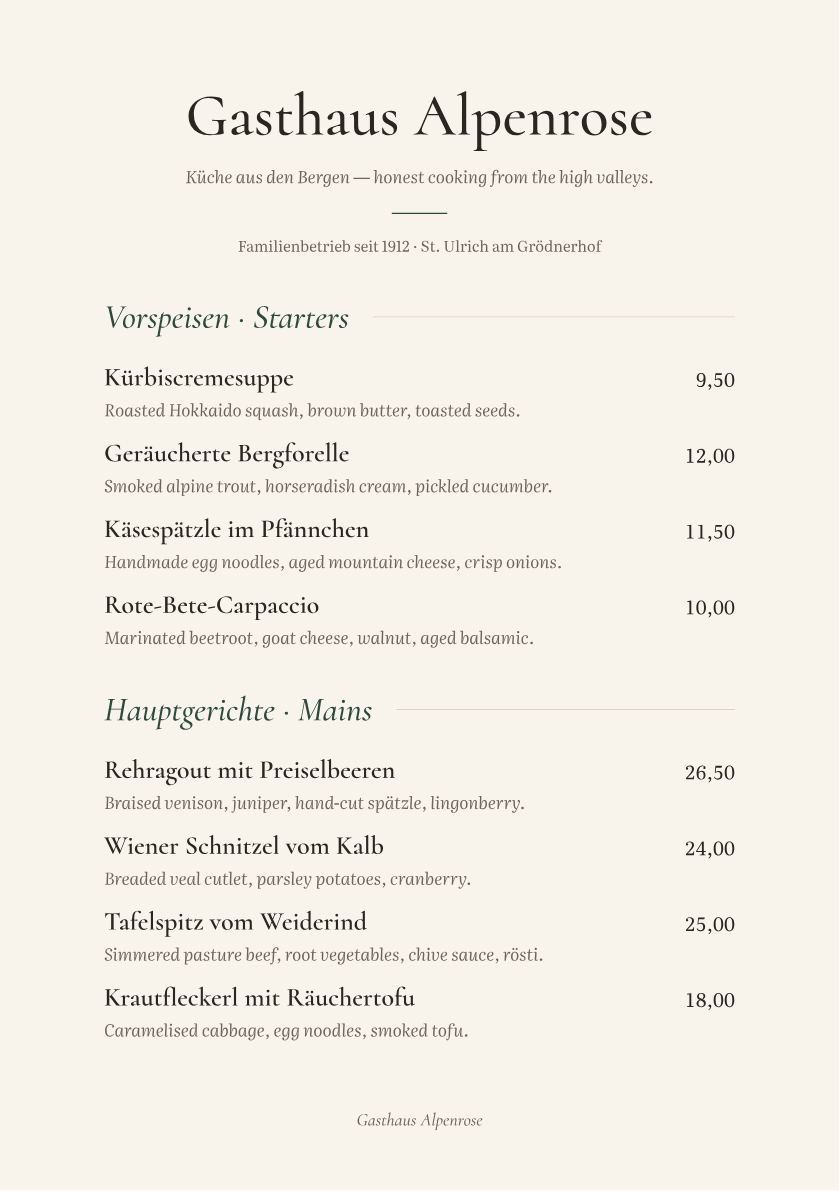 Gasthaus Alpenrose
Küche aus den Bergen — honest cooking from the high valleys.
Familienbetrieb seit 1912 · St. Ulrich am Grödnerhof
Vorspeisen · Starters
Kürbiscremesuppe 9,50
Roasted Hokkaido squash, brown butter, toasted seeds.
Geräucherte Bergforelle 12,00
Smoked alpine trout, horseradish cream, pickled cucumber.
Käsespätzle im Pfännchen 11,50
Handmade egg noodles, aged mountain cheese, crisp onions.
Rote-Bete-Carpaccio 10,00
Marinated beetroot, goat cheese, walnut, aged balsamic.
Hauptgerichte · Mains
Rehragout mit Preiselbeeren 26,50
Braised venison, juniper, hand-cut spätzle, lingonberry.
Wiener Schnitzel vom Kalb 24,00
Breaded veal cutlet, parsley potatoes, cranberry.
Tafelspitz vom Weiderind 25,00
Simmered pasture beef, root vegetables, chive sauce, rösti.
Krautfleckerl mit Räuchertofu 18,00
Caramelised cabbage, egg noodles, smoked tofu.
Gasthaus Alpenrose